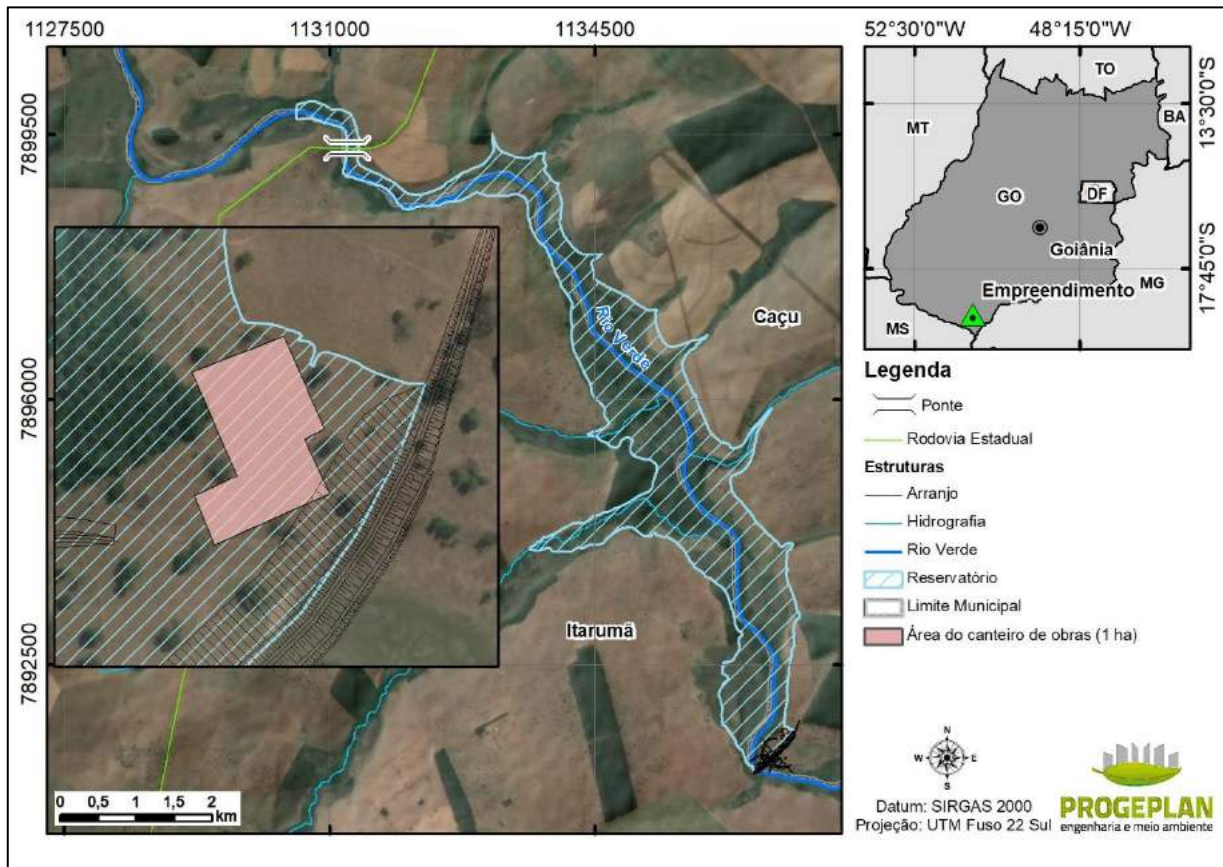 1127500
1131000
1134500
7899500
7896000
7892500
Rio Verde
Caçu
Itarumã
0 0,5 1 1,5 2
km
52°30'0"W
48°15'0"W
13°30'0"S
17°45'0"S
TO
BA
MT
GO
DF
Goiânia
Empreendimento
MG
MS
Legenda
Ponte
Rodovia Estadual
Estruturas
Arranjo
Hidrografia
Rio Verde
Reservatório
Limite Municipal
Área do canteiro de obras (1 ha)
N
W E
S
Datum: SIRGAS 2000
Projeção: UTM Fuso 22 Sul
PROGEPLAN
engenharia e meio ambiente